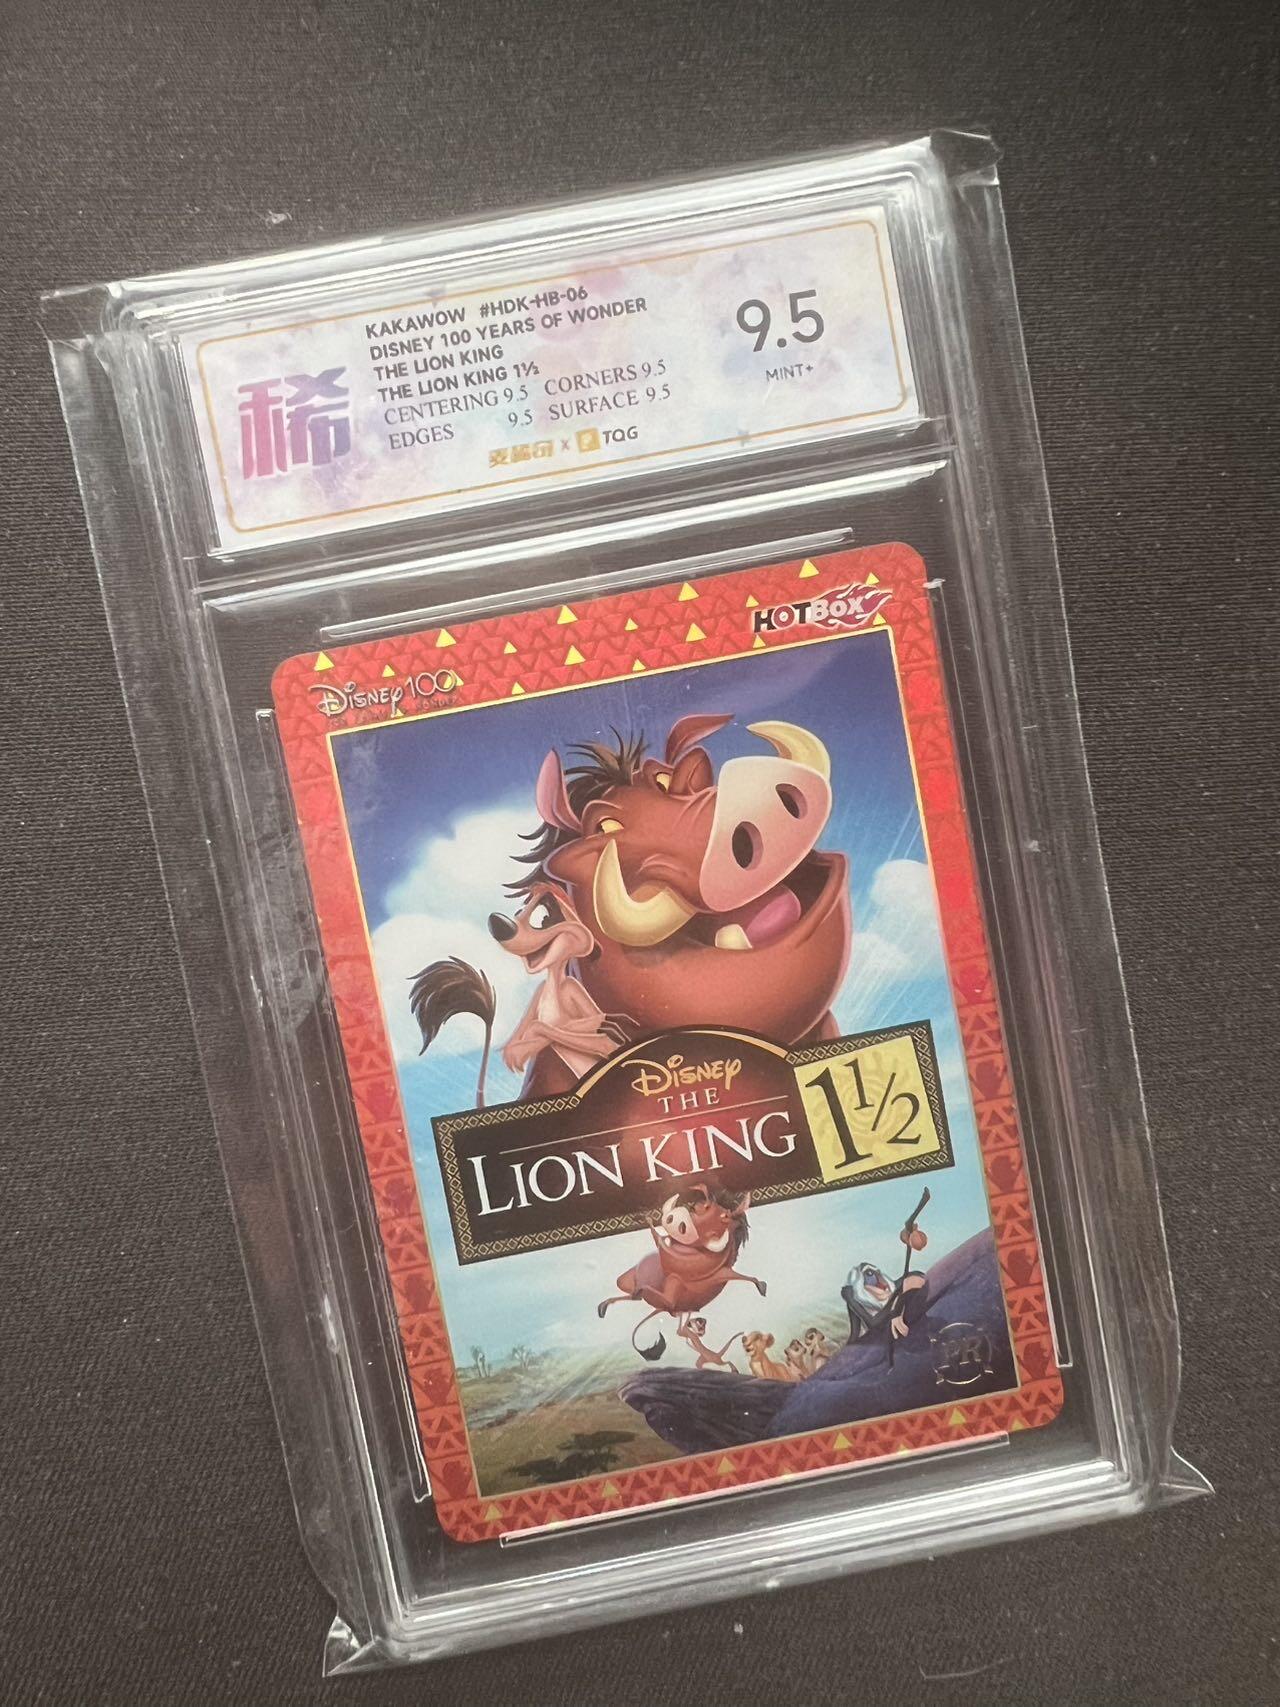 稀
KAKAWOW #HDK-HB-06
DISNEY 100 YEARS OF WONDER
THE LION KING
THE LION KING 1½
CENTERING 9.5 CORNERS 9.5
EDGES 9.5 SURFACE 9.5
9.5
MINT+
x TQG
HOTBOX
DISNEY100
DISNEY
THE
LION KING
1½
PR